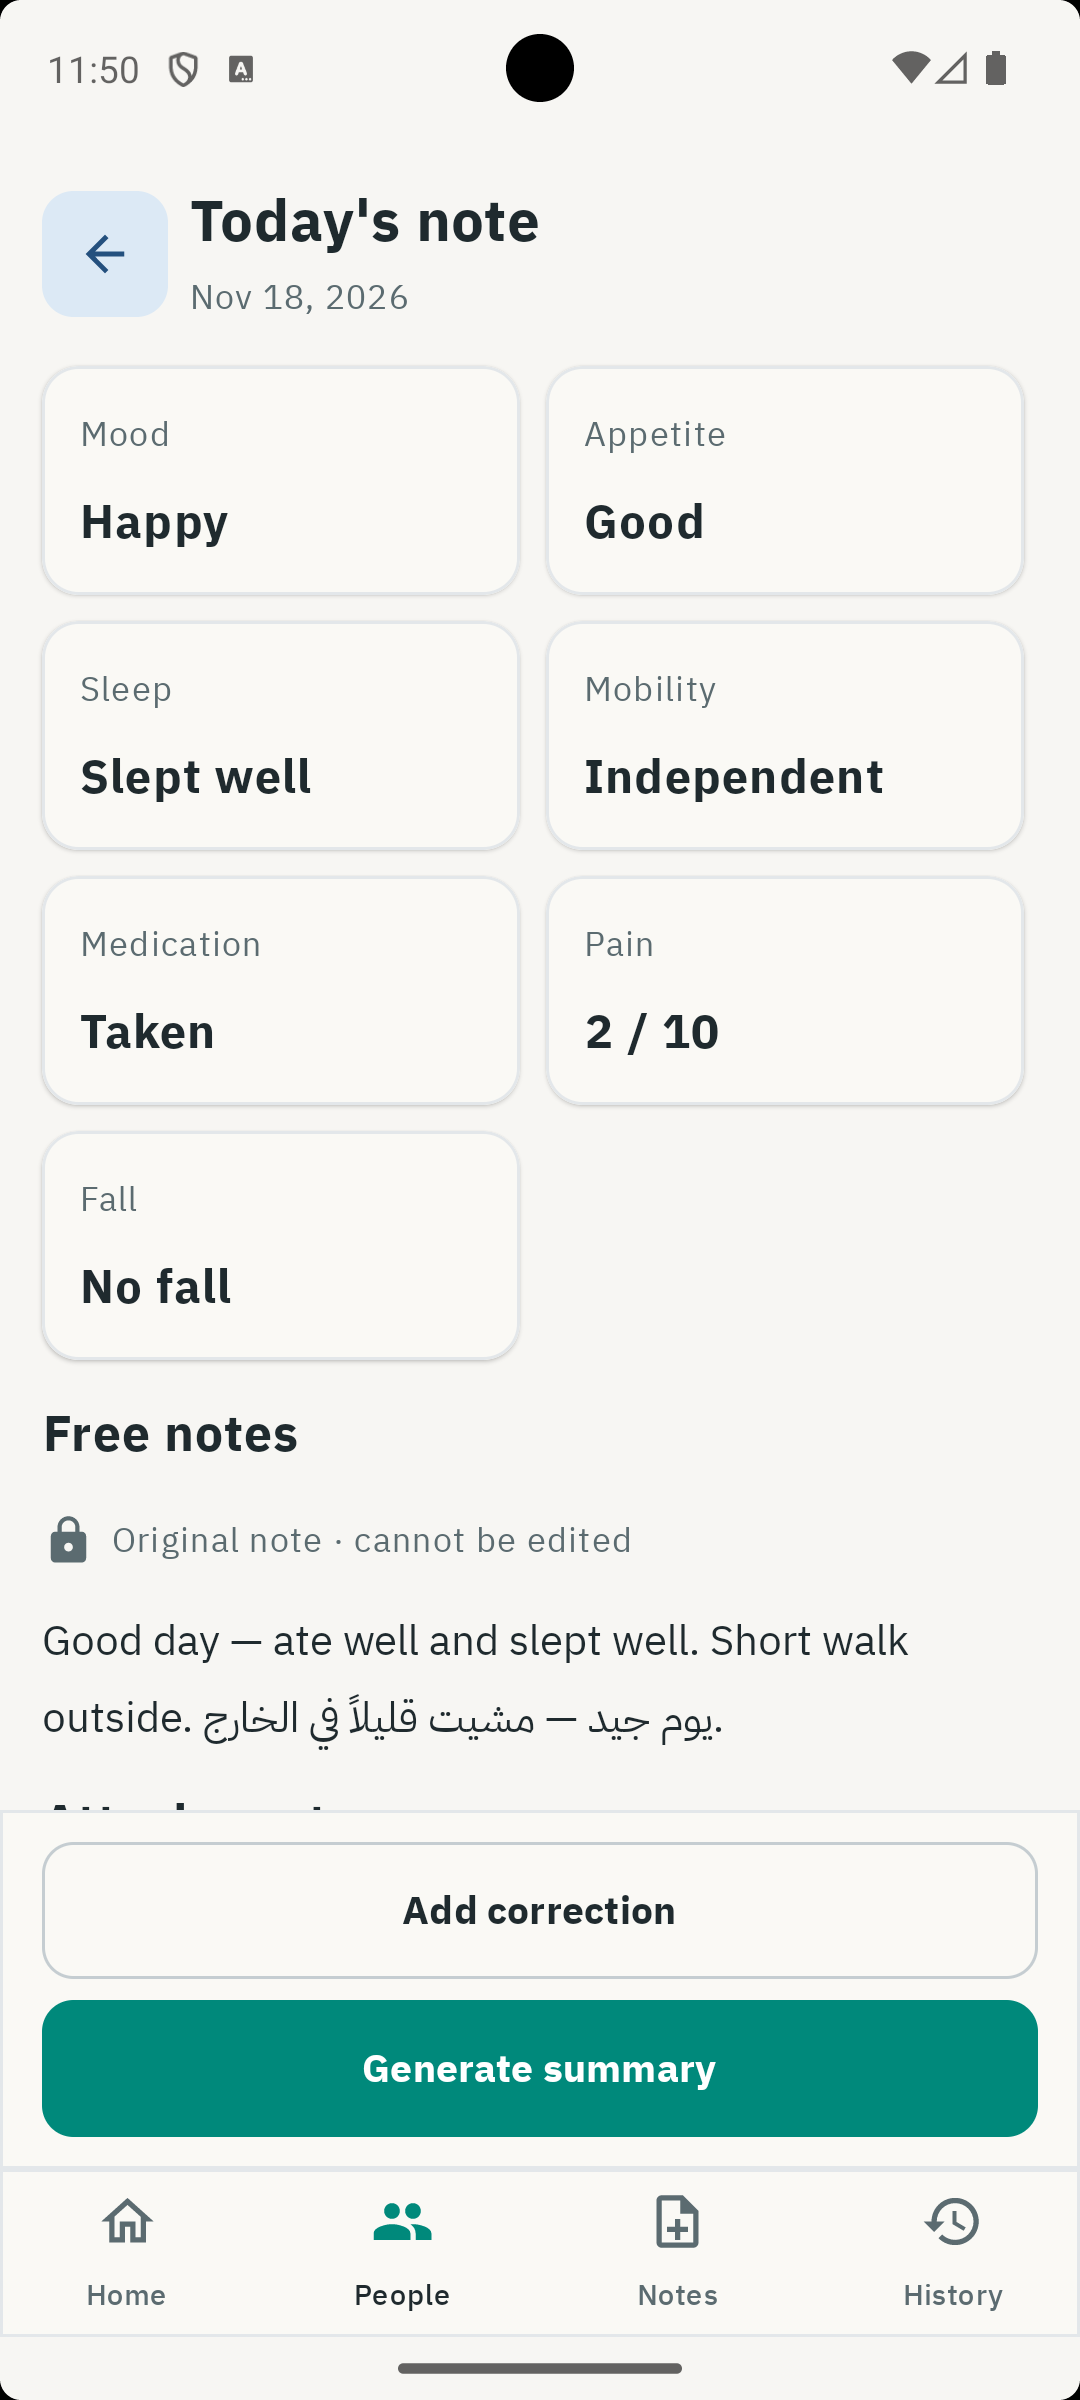 11:50
Today's note
Nov 18, 2026
Mood
Happy
Appetite
Good
Sleep
Slept well
Mobility
Independent
Medication
Taken
Pain
2 / 10
Fall
No fall
Free notes
Original note · cannot be edited
Good day — ate well and slept well. Short walk
outside. يوم جيد — مشيت قليلاً في الخارج.
Add correction
Generate summary
Home
People
Notes
History